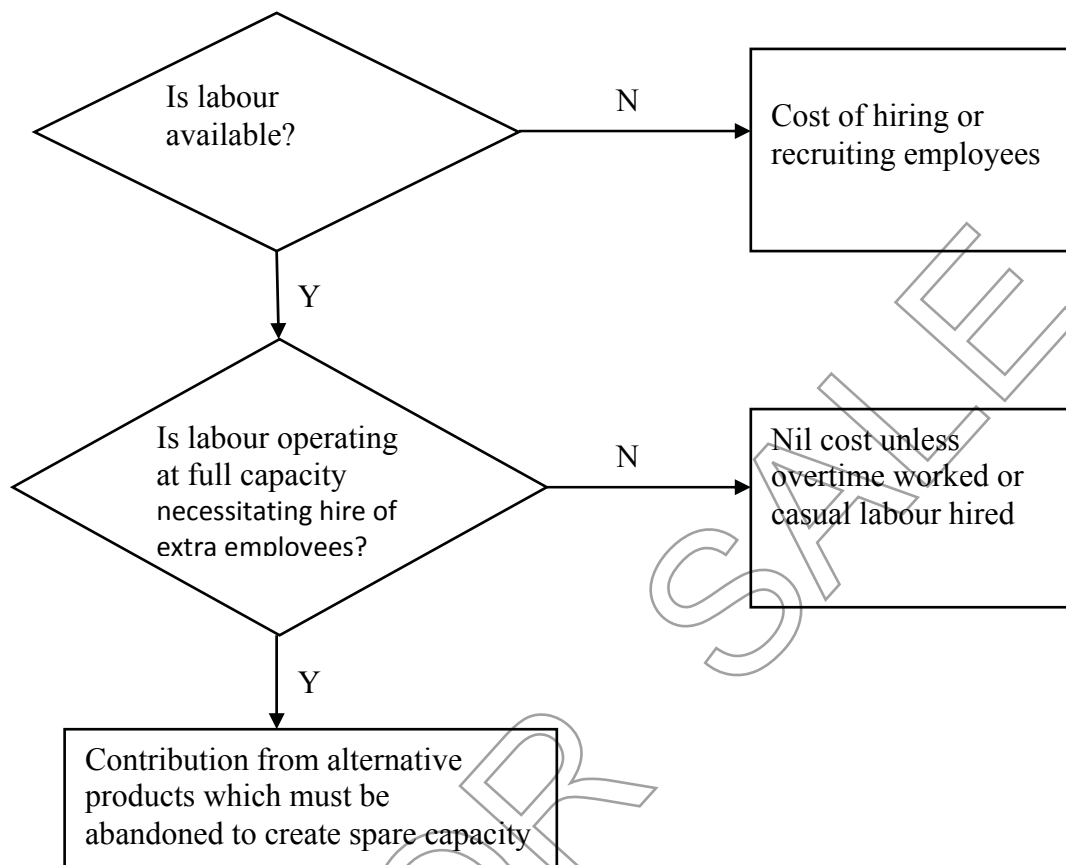 Is labour
available?
N
Cost of hiring or
recruiting employees
Y
Is labour operating
at full capacity
necessitating hire of
extra employees?
N
Nil cost unless
overtime worked or
casual labour hired
Y
Contribution from alternative
products which must be
abandoned to create spare capacity
OR SALE